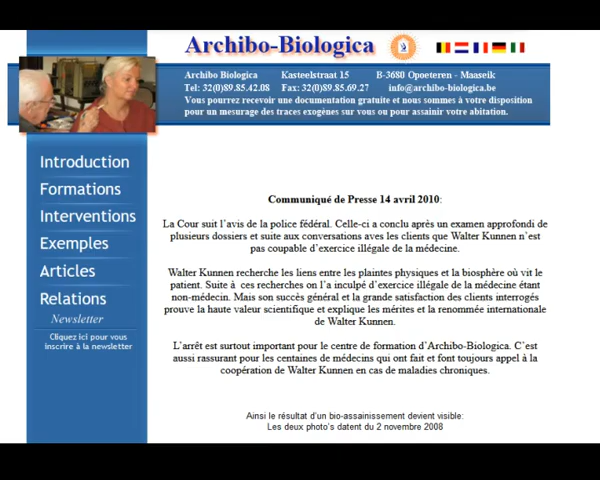 Archibo-Biologica
Archibo Biologica Kasteelstraat 15 B-3680 Opoeteren - Maaseik
Tel: 32(0)89.85.42.08 Fax: 32(0)89.85.69.27 info@archibo-biologica.be
Vous pourrez recevoir une documentation gratuite et nous sommes à votre disposition
pour un mesurage des traces exogènes sur vous ou pour assainir votre abitation.
Introduction
Formations
Interventions
Exemples
Articles
Relations
Newsletter
Cliquez ici pour vous
inscrire à la newsletter
Communiqué de Presse 14 avril 2010:
La Cour suit l'avis de la police fédéral. Celle-ci a conclu après un examen approfondi de
plusieurs dossiers et suite aux conversations avec les clients que Walter Kunnen n'est
pas coupable d'exercice illégale de la médecine.
Walter Kunnen recherche les liens entre les plaintes physiques et la biosphère où vit le
patient. Suite à ces recherches on l'a inculpé d'exercice illégale de la médecine étant
non-médecin. Mais son succès général et la grande satisfaction des clients interrogés
prouve la haute valeur scientifique et explique les mérites et la renommée internationale
de Walter Kunnen.
L'arrêt est surtout important pour le centre de formation d'Archibo-Biologica. C'est
aussi rassurant pour les centaines de médecins qui ont fait et font toujours appel à la
coopération de Walter Kunnen en cas de maladies chroniques.
Ainsi le résultat d'un bio-assainissement devient visible:
Les deux photo's datent du 2 novembre 2008